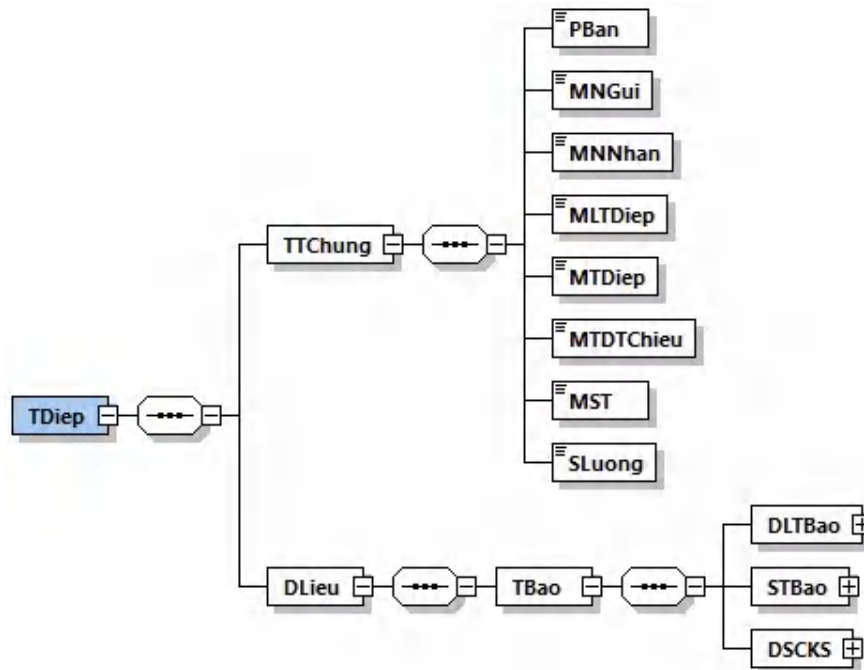 PBan
MNGui
MNNhan
MLTDiep
TTChung
MTDiep
MTDTChieu
TDiep
MST
SLuong
DLTBao
DLieu
TBao
STBao
DSCKS